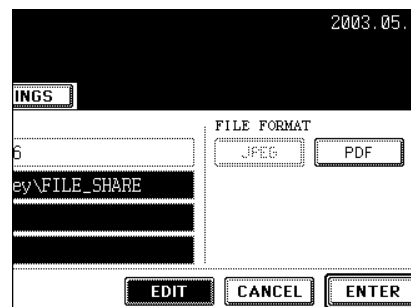 2003.05.
INGS
FILE FORMAT
6
JPEG PDF
ey\FILE_SHARE
EDIT CANCEL ENTER